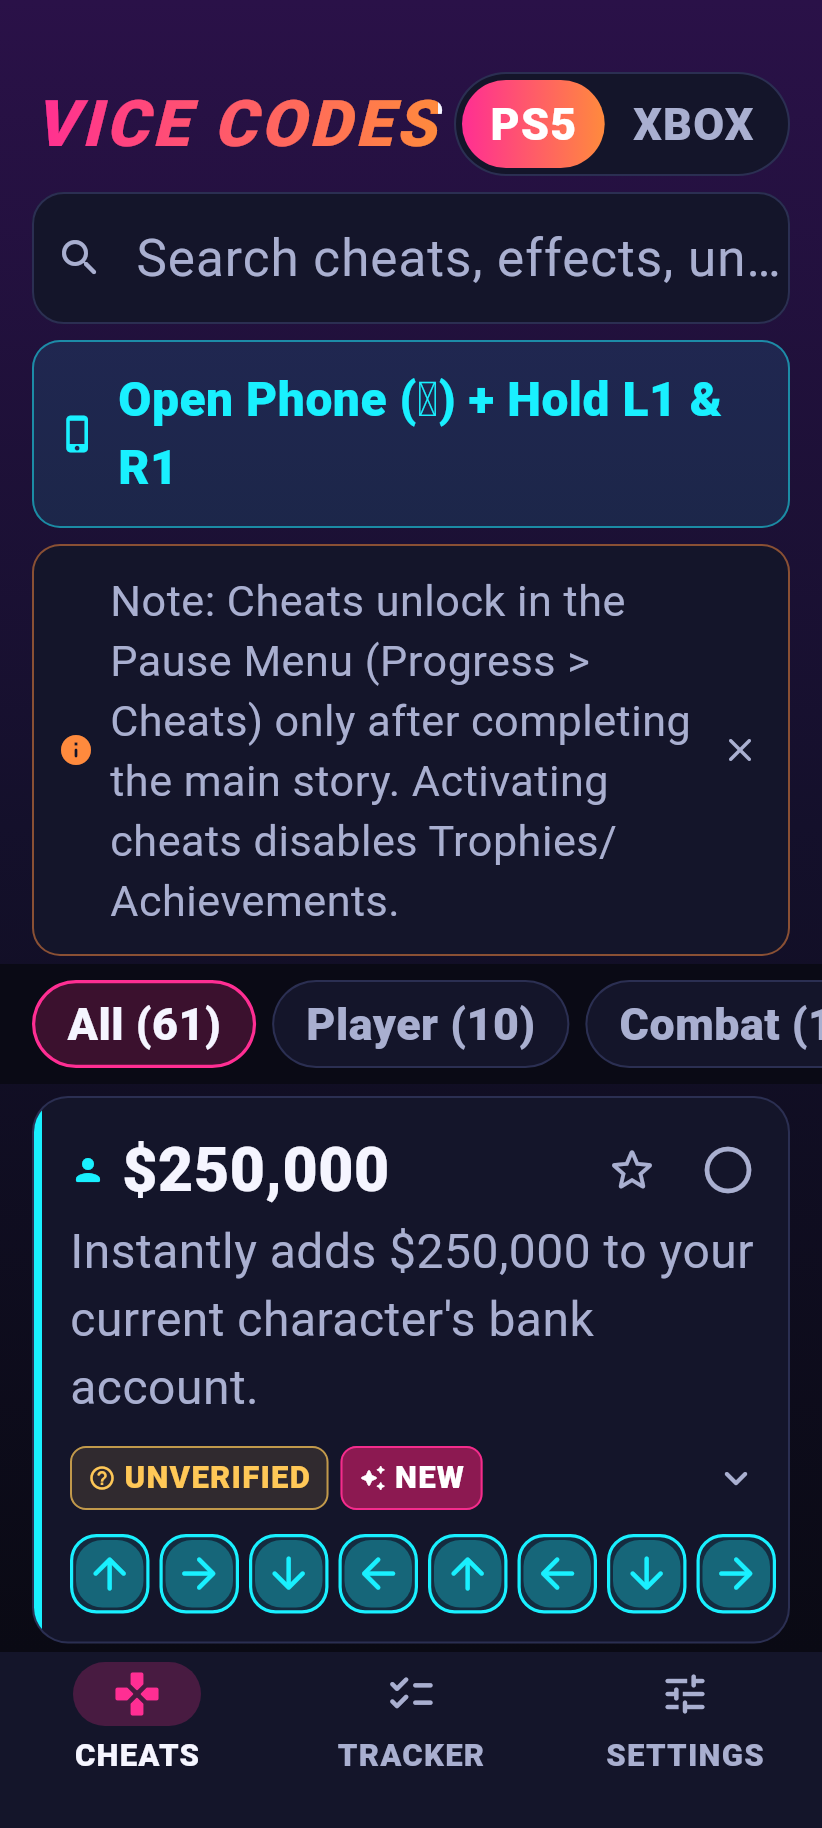 VICE CODES
PS5
XBOX
Search cheats, effects, un…
Open Phone () + Hold L1 &
R1
Note: Cheats unlock in the
Pause Menu (Progress >
Cheats) only after completing
the main story. Activating
cheats disables Trophies/
Achievements.
All (61)
Player (10)
Combat (1
$250,000
Instantly adds $250,000 to your
current character's bank
account.
UNVERIFIED
NEW
CHEATS
TRACKER
SETTINGS